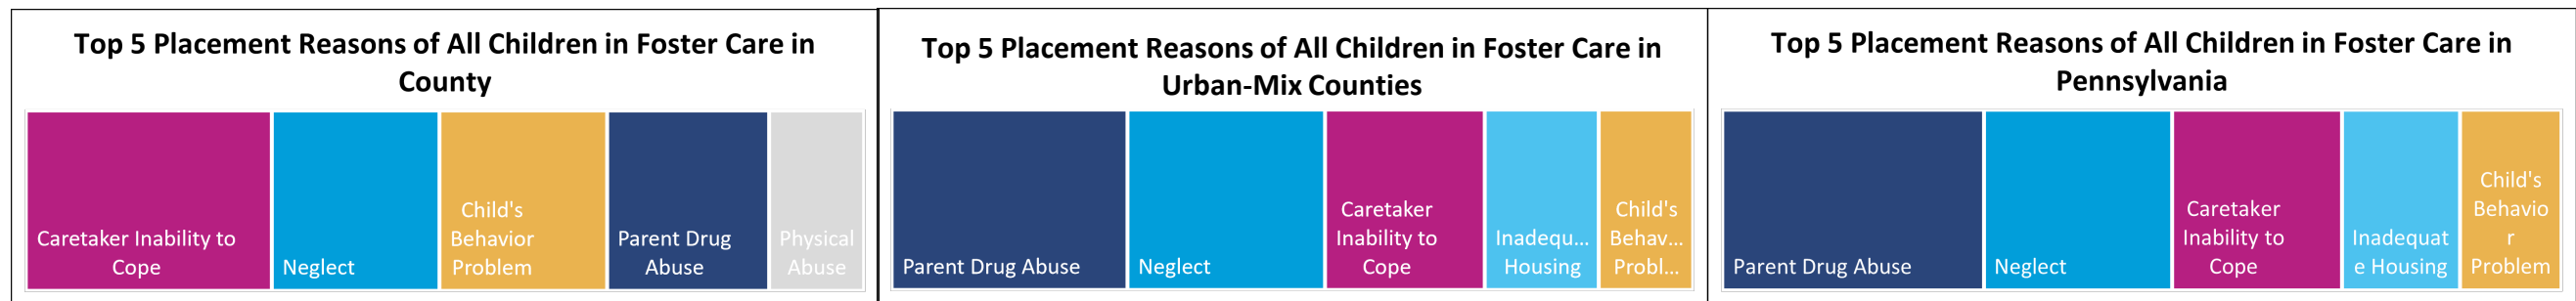 Top 5 Placement Reasons of All Children in Foster Care in
County
Caretaker Inability to
Cope
Neglect
Child's
Behavior
Problem
Parent Drug
Abuse
Physical
Abuse
Top 5 Placement Reasons of All Children in Foster Care in
Urban-Mix Counties
Parent Drug Abuse
Neglect
Caretaker
Inability to
Cope
Inadequ...
Housing
Child's
Behav...
Probl...
Top 5 Placement Reasons of All Children in Foster Care in
Pennsylvania
Parent Drug Abuse
Neglect
Caretaker
Inability to
Cope
Inadequat
e Housing
Child's
Behavio
r
Problem